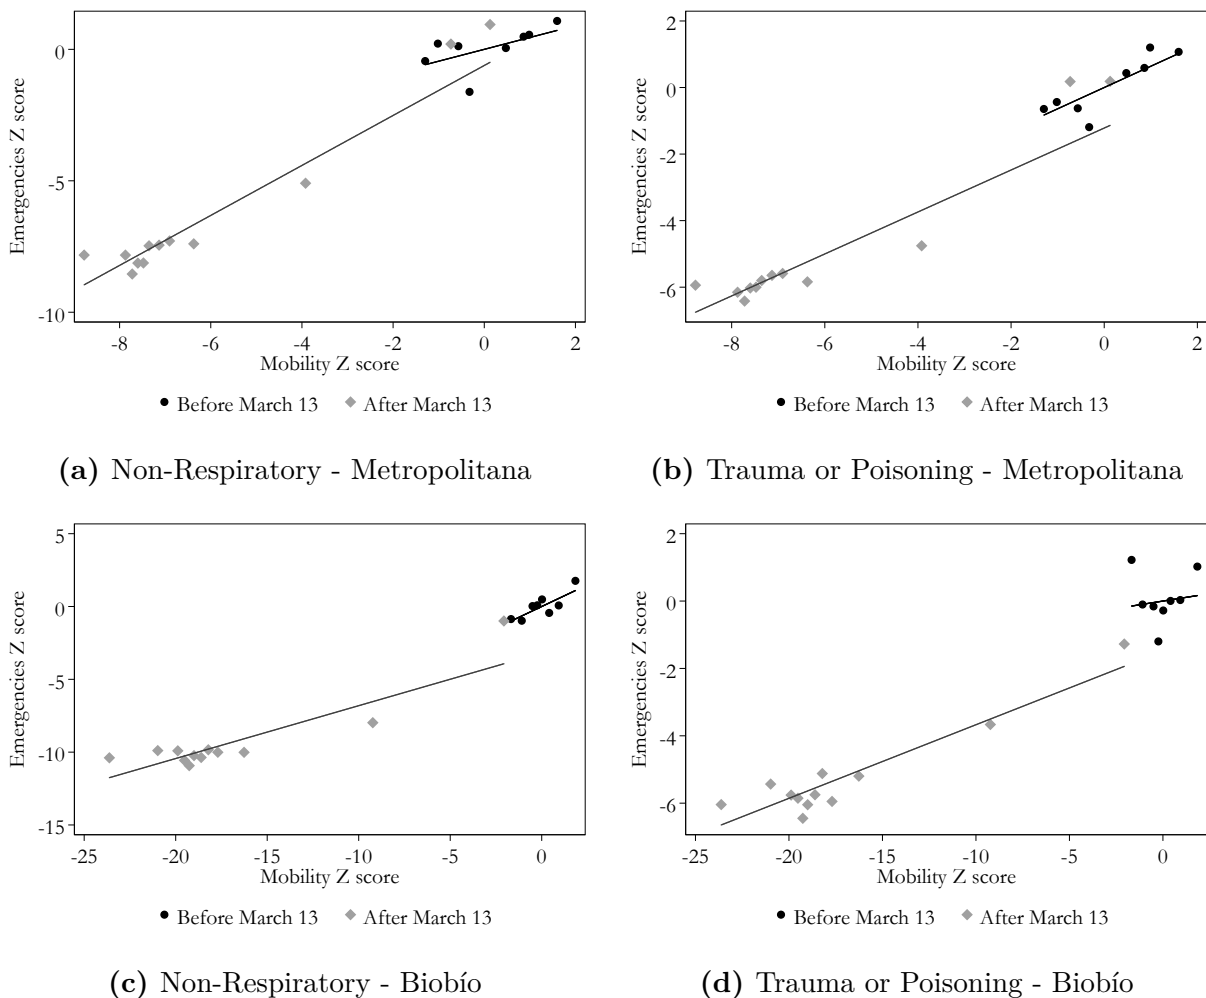 0
-5
-10
Emergencies Z score
-8 -6 -4 -2 0 2
Mobility Z score
Before March 13 After March 13
(a) Non-Respiratory - Metropolitana
2
0
-2
-4
-6
Emergencies Z score
-8 -6 -4 -2 0 2
Mobility Z score
Before March 13 After March 13
(b) Trauma or Poisoning - Metropolitana
5
0
-5
-10
-15
Emergencies Z score
-25 -20 -15 -10 -5 0
Mobility Z score
Before March 13 After March 13
(c) Non-Respiratory - Biobío
2
0
-2
-4
-6
Emergencies Z score
-25 -20 -15 -10 -5 0
Mobility Z score
Before March 13 After March 13
(d) Trauma or Poisoning - Biobío